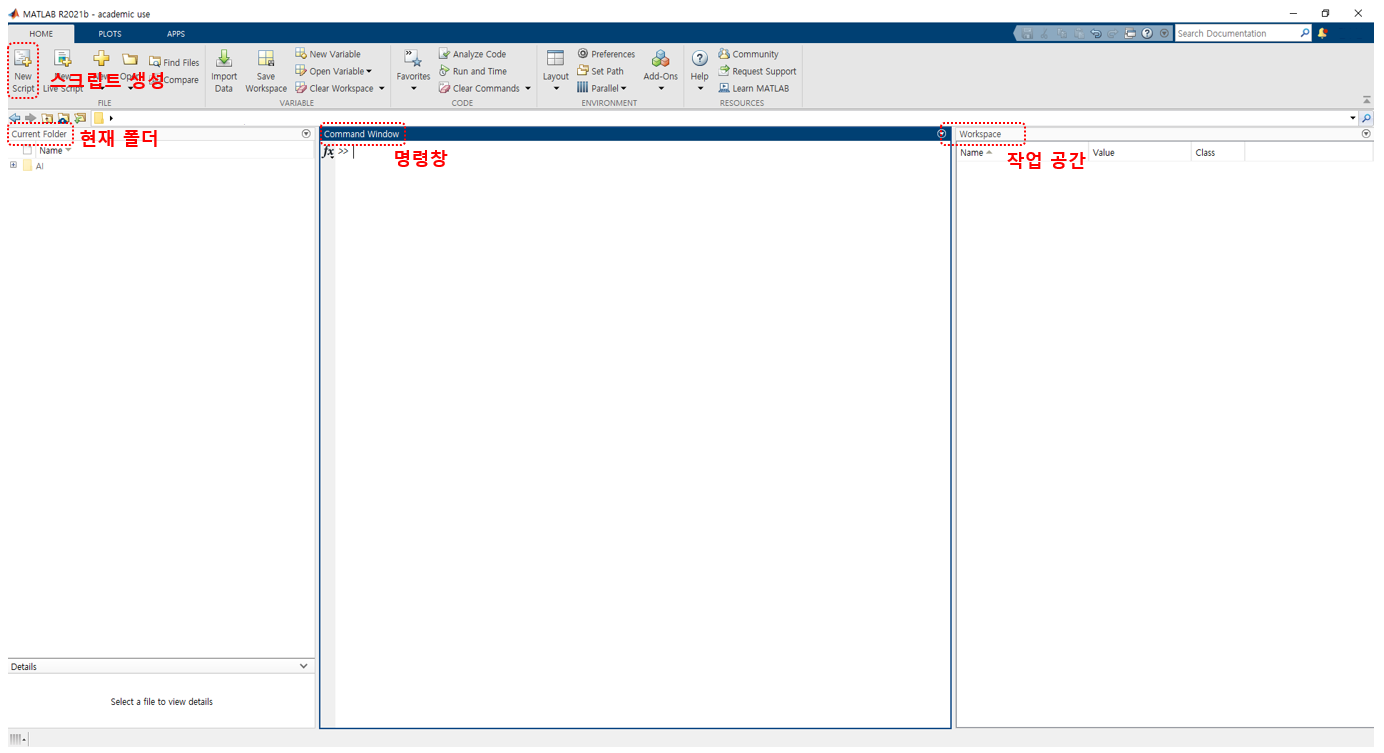 MATLAB R2021b - academic use
HOME PLOTS APPS
Search Documentation
New Script
New Live Script
New
Open
Find Files
Compare
스크립트 생성
FILE
Import Data
Save Workspace
New Variable
Open Variable
Clear Workspace
VARIABLE
Favorites
Analyze Code
Run and Time
Clear Commands
CODE
Layout
Preferences
Set Path
Parallel
Add-Ons
ENVIRONMENT
Help
Community
Request Support
Learn MATLAB
RESOURCES
Current Folder
현재 폴더
Name
AI
Details
Select a file to view details
Command Window
명령창
fx >>
Workspace
작업 공간
Name Value Class